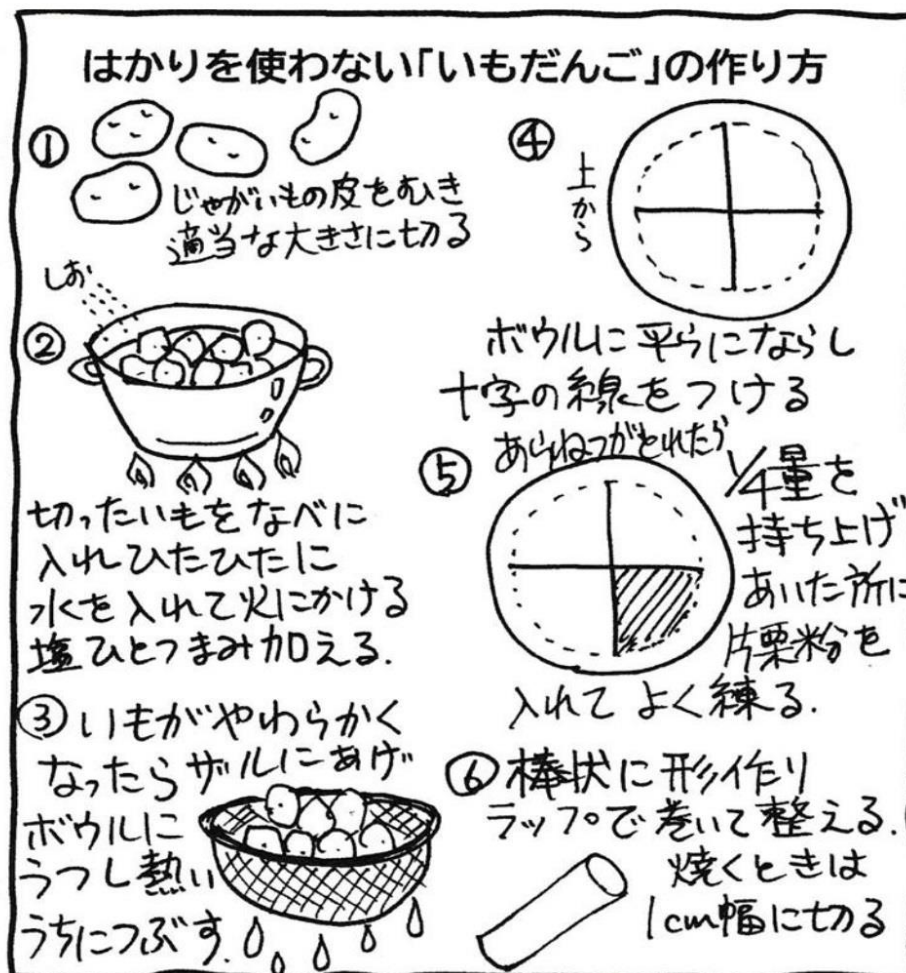 はかりを使わない「いもだんご」の作り方
①
じゃがいもの皮をむき
適当な大きさに切る
しお
②
切ったいもをなべに
入れひたひたに
水を入れて火にかける
塩ひとつまみ加える.
③いもがやわらかく
なったらザルにあげ
ボウルに
うつし熱い
うちにつぶす.
④
上から
ボウルに平らにならし
十字の線をつける
あらねつがとれたら
⑤
1/4量を
持ち上げ
あいた所に
片栗粉を
入れてよく練る.
⑥棒状に形作り
ラップで巻いて整える.
焼くときは
1cm幅に切る